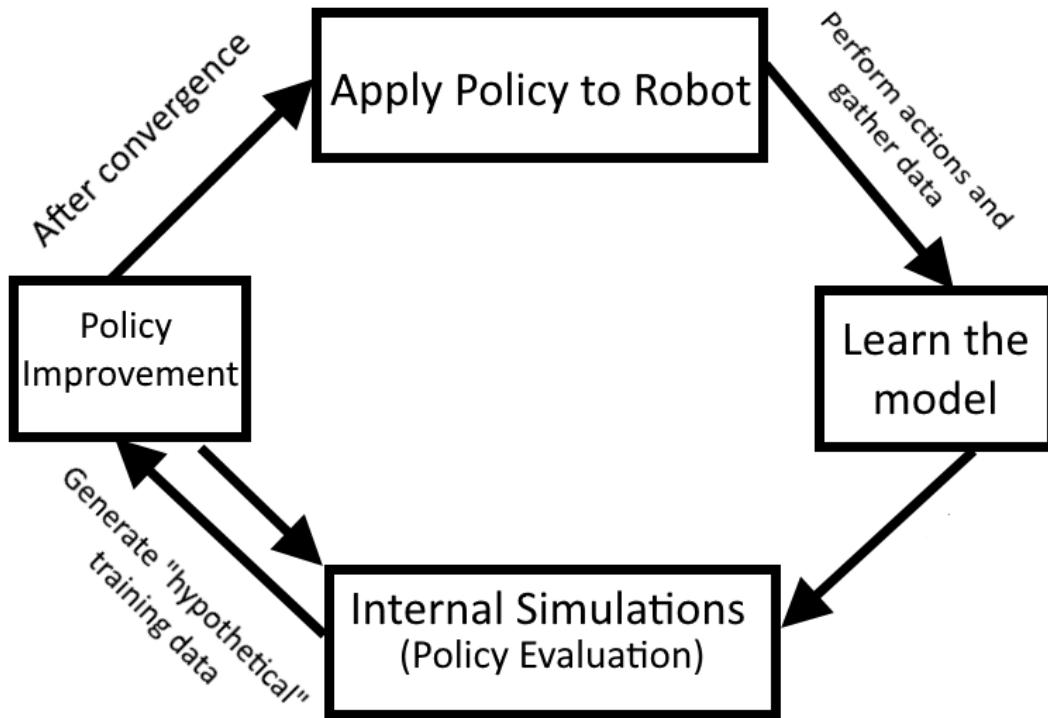 Apply Policy to Robot
Perform actions and
gather data
Learn the
model
Internal Simulations
(Policy Evaluation)
Generate "hypothetical"
training data
Policy
Improvement
After convergence